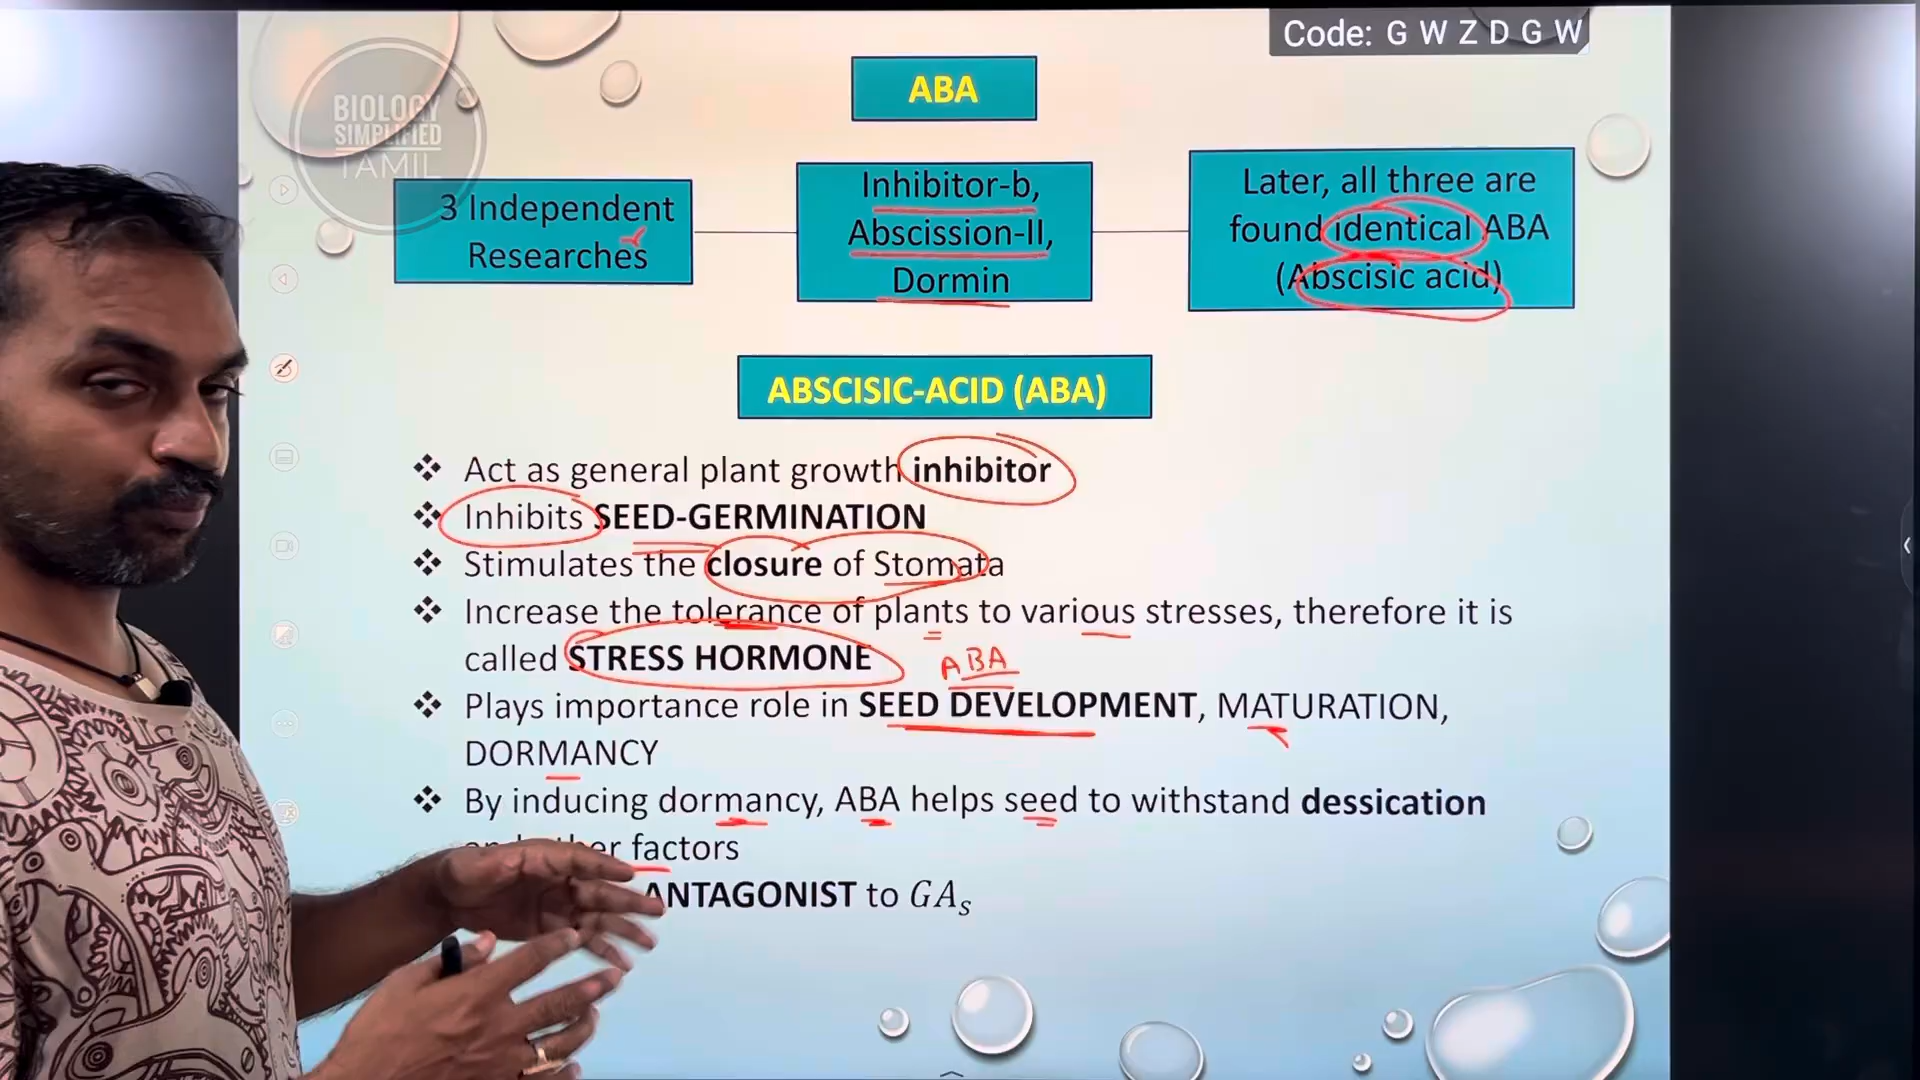 Code: G W Z D G W
BIOLOGY
SIMPLIFIED
TAMIL
ABA
3 Independent
Researches
Inhibitor-b,
Abscission-II,
Dormin
Later, all three are
found identical ABA
(Abscisic acid)
ABSCISIC-ACID (ABA)
❖ Act as general plant growth inhibitor
❖ Inhibits SEED-GERMINATION
❖ Stimulates the closure of Stomata
❖ Increase the tolerance of plants to various stresses, therefore it is
called STRESS HORMONE
ABA
❖ Plays importance role in SEED DEVELOPMENT, MATURATION,
DORMANCY
❖ By inducing dormancy, ABA helps seed to withstand dessication
factors
ANTAGONIST to GAs